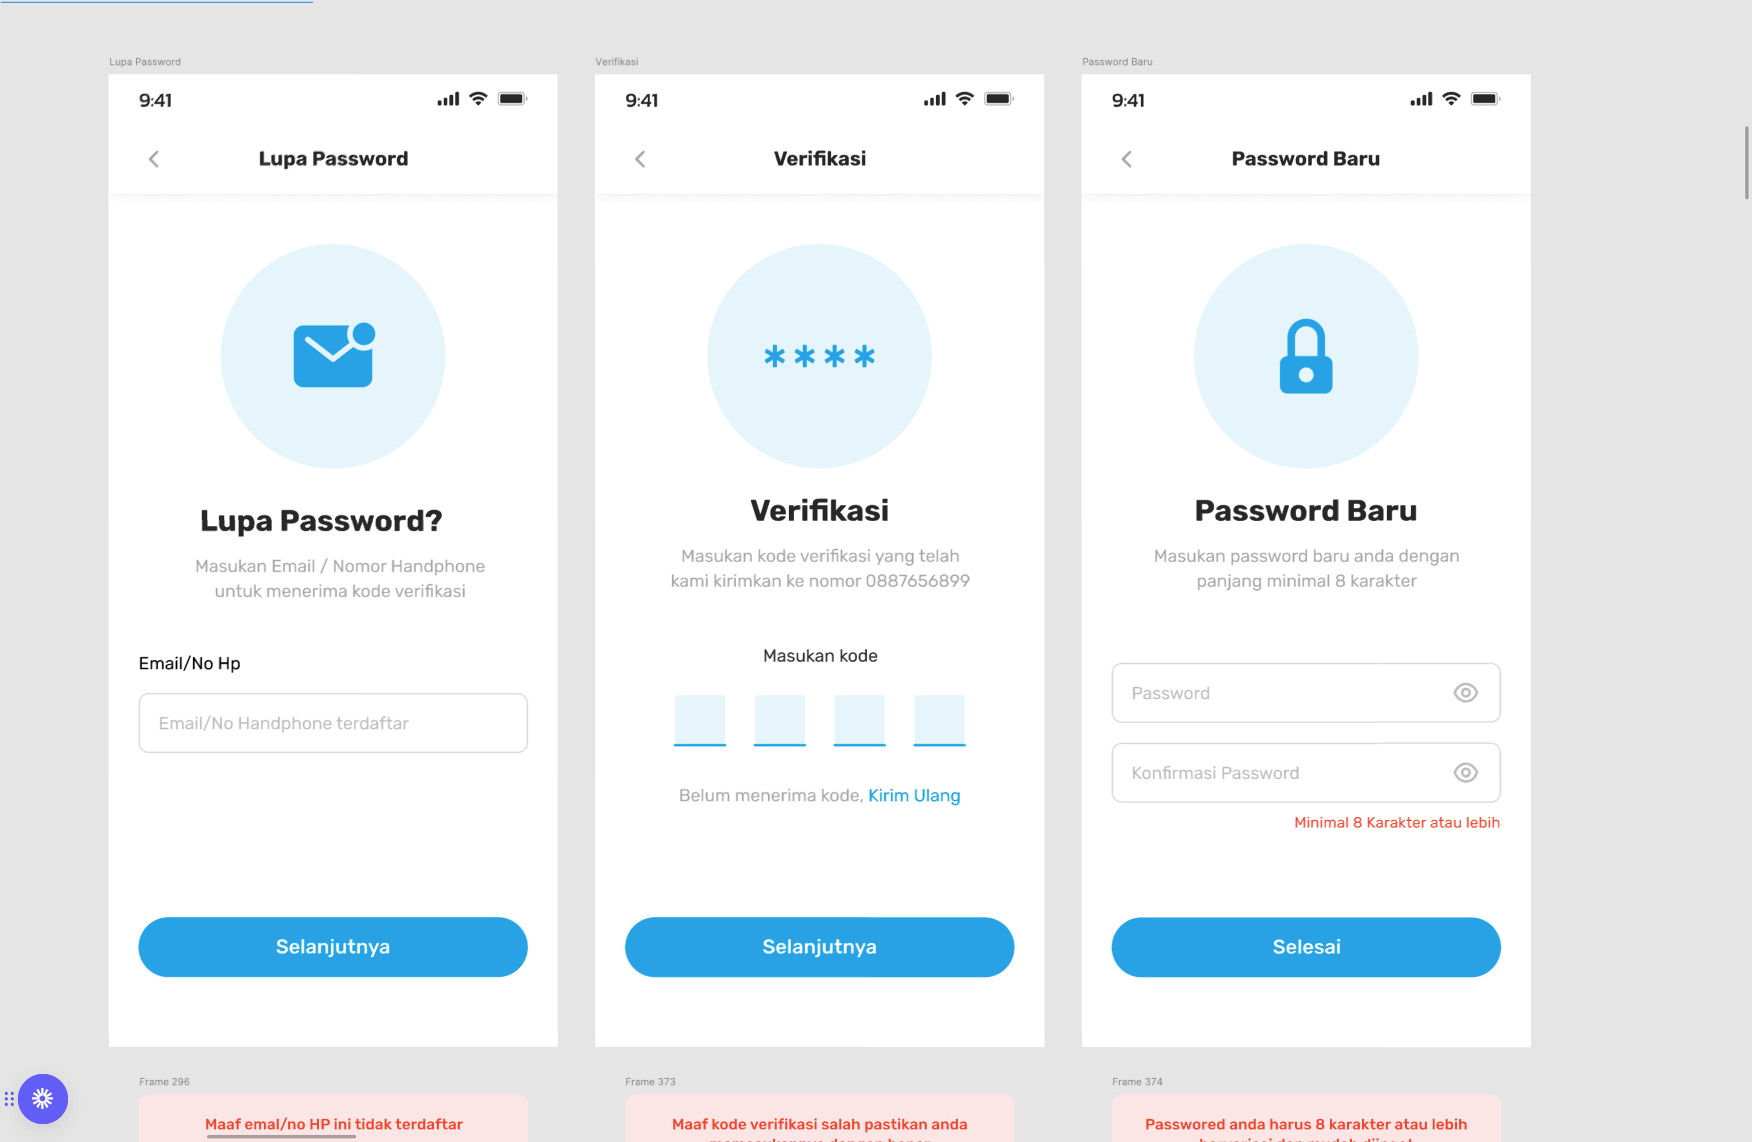 Lupa Password
9:41
Lupa Password
Lupa Password?
Masukan Email / Nomor Handphone
untuk menerima kode verifikasi
Email/No Hp
Email/No Handphone terdaftar
Selanjutnya
Frame 296
Maaf emal/no HP ini tidak terdaftar
Verifikasi
9:41
Verifikasi
****
Verifikasi
Masukan kode verifikasi yang telah
kami kirimkan ke nomor 0887656899
Masukan kode
Belum menerima kode, Kirim Ulang
Selanjutnya
Frame 373
Maaf kode verifikasi salah pastikan anda
Password Baru
9:41
Password Baru
Password Baru
Masukan password baru anda dengan
panjang minimal 8 karakter
Password
Konfirmasi Password
Minimal 8 Karakter atau lebih
Selesai
Frame 374
Passwored anda harus 8 karakter atau lebih